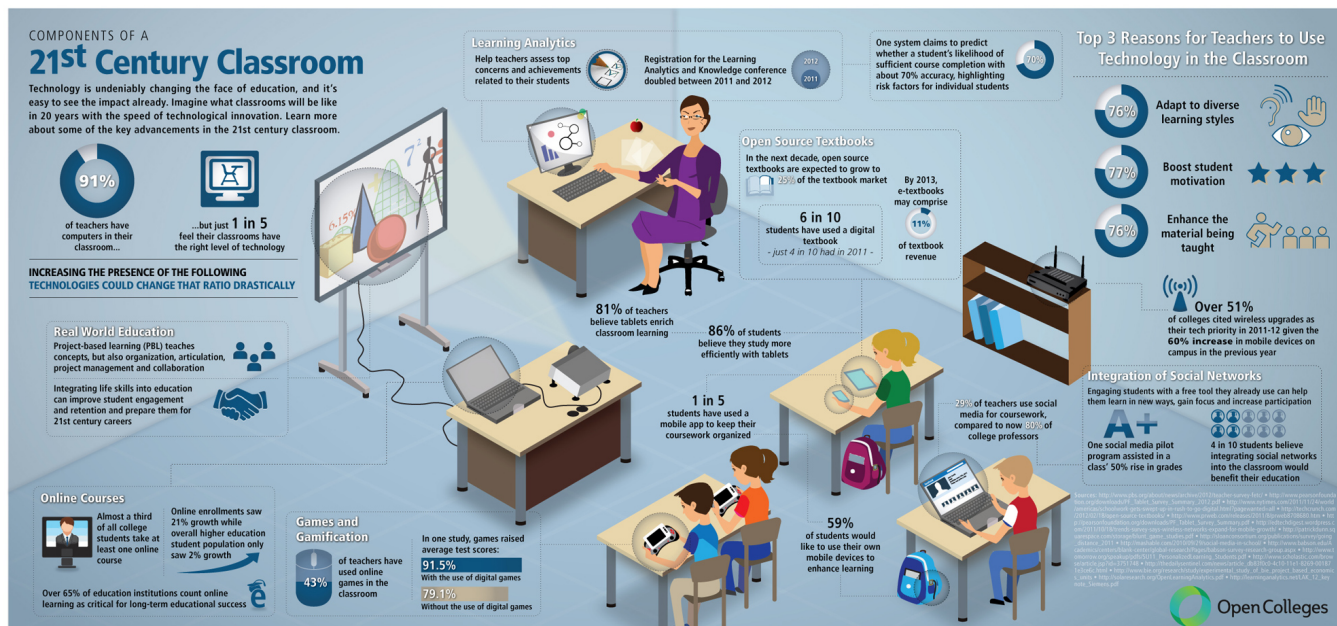 COMPONENTS OF A
21st Century Classroom
Technology is undeniably changing the face of education, and it's
easy to see the impact already. Imagine what classrooms will be like
in 20 years with the speed of technological innovation. Learn more
about some of the key advancements in the 21st century classroom.
91%
of teachers have
computers in their
classroom...
...but just 1 in 5
feel their classrooms have
the right level of technology
INCREASING THE PRESENCE OF THE FOLLOWING
TECHNOLOGIES COULD CHANGE THAT RATIO DRASTICALLY
Real World Education
Project-based learning (PBL) teaches
concepts, but also organization, articulation,
project management and collaboration
Integrating life skills into education
can improve student engagement
and retention and prepare them for
21st century careers
Online Courses
Almost a third
of all college
students take at
least one online
course
Online enrollments saw
21% growth while
overall higher education
student population only
saw 2% growth
Over 65% of education institutions count online
learning as critical for long-term educational success
Games and
Gamification
43%
of teachers have
used online
games in the
classroom
In one study, games raised
average test scores:
91.5%
With the use of digital games
79.1%
Without the use of digital games
6.15%
7²
Learning Analytics
Help teachers assess top
concerns and achievements
related to their students
Registration for the Learning
Analytics and Knowledge conference
doubled between 2011 and 2012
2012
2011
One system claims to predict
whether a student's likelihood of
sufficient course completion with
about 70% accuracy, highlighting
risk factors for individual students
70%
Open Source Textbooks
In the next decade, open source
textbooks are expected to grow to
25% of the textbook market
6 in 10
students have used a digital
textbook
- just 4 in 10 had in 2011 -
By 2013,
e-textbooks
may comprise
11%
of textbook
revenue
81% of teachers
believe tablets enrich
classroom learning
86% of students
believe they study more
efficiently with tablets
1 in 5
students have used a
mobile app to keep their
coursework organized
59%
of students would
like to use their own
mobile devices to
enhance learning
29% of teachers use social
media for coursework,
compared to now 80% of
college professors
Top 3 Reasons for Teachers to Use
Technology in the Classroom
76%
Adapt to diverse
learning styles
77%
Boost student
motivation
76%
Enhance the
material being
taught
Over 51%
of colleges cited wireless upgrades as
their tech priority in 2011-12 given the
60% increase in mobile devices on
campus in the previous year
Integration of Social Networks
Engaging students with a free tool they already use can help
them learn in new ways, gain focus and increase participation
A+
One social media pilot
program assisted in a
class' 50% rise in grades
4 in 10 students believe
integrating social networks
into the classroom would
benefit their education
Sources:
OpenColleges